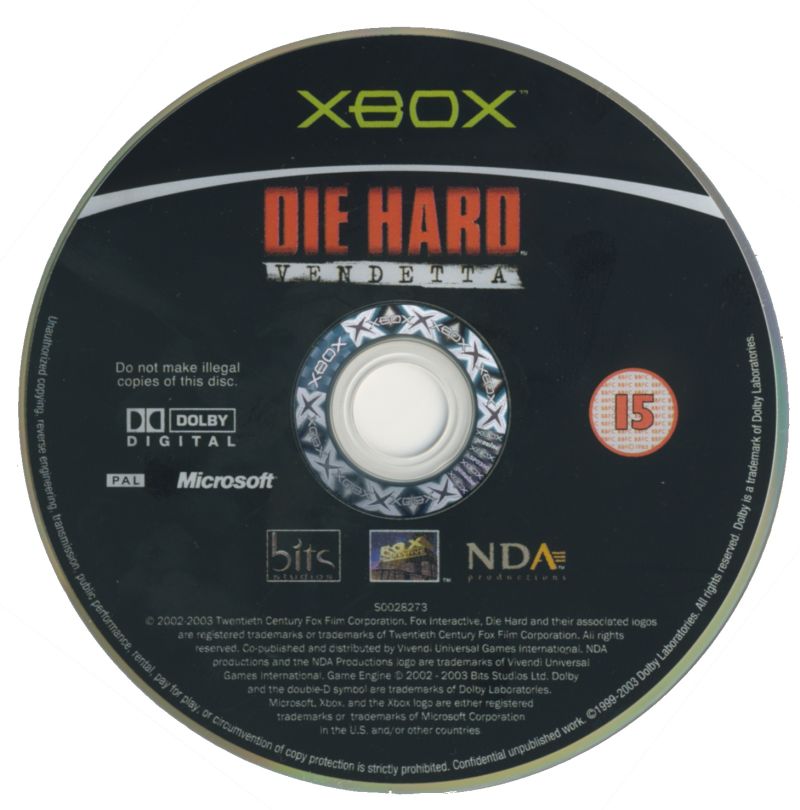 XBOX™
DIE HARD™
VENDETTA
Do not make illegal
copies of this disc.
DOLBY
DIGITAL
PAL
Microsoft®
15
XBOX
bits
studios
FOX
INTERACTIVE
™
NDA™
productions
S0028273
© 2002-2003 Twentieth Century Fox Film Corporation. Fox Interactive, Die Hard and their associated logos
are registered trademarks or trademarks of Twentieth Century Fox Film Corporation. All rights
reserved. Co-published and distributed by Vivendi Universal Games International. NDA
productions and the NDA Productions logo are trademarks of Vivendi Universal
Games International. Game Engine © 2002 - 2003 Bits Studios Ltd. Dolby
and the double-D symbol are trademarks of Dolby Laboratories.
Microsoft, Xbox, and the Xbox logo are either registered
trademarks or trademarks of Microsoft Corporation
in the U.S. and/or other countries.
Unauthorized copying, reverse engineering, transmission, public performance, rental, pay for play, or circumvention of copy protection is strictly prohibited. Confidential unpublished work. ©1999-2003 Dolby Laboratories. All rights reserved. Dolby is a trademark of Dolby Laboratories.